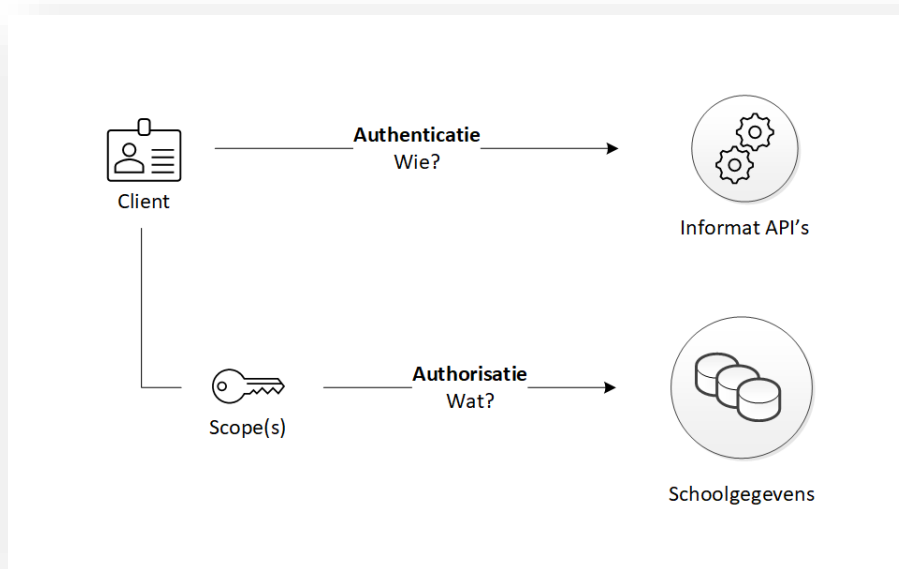 Authenticatie
Wie?
Client
Informat API's
Authorisatie
Wat?
Scope(s)
Schoolgegevens